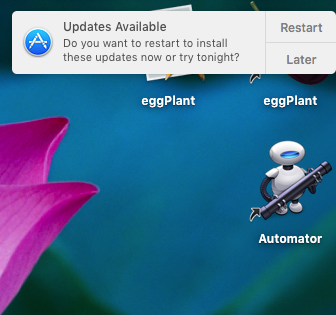 Updates Available
Do you want to restart to install
these updates now or try tonight?
Restart
Later
eggPlant
eggPlant
Automator